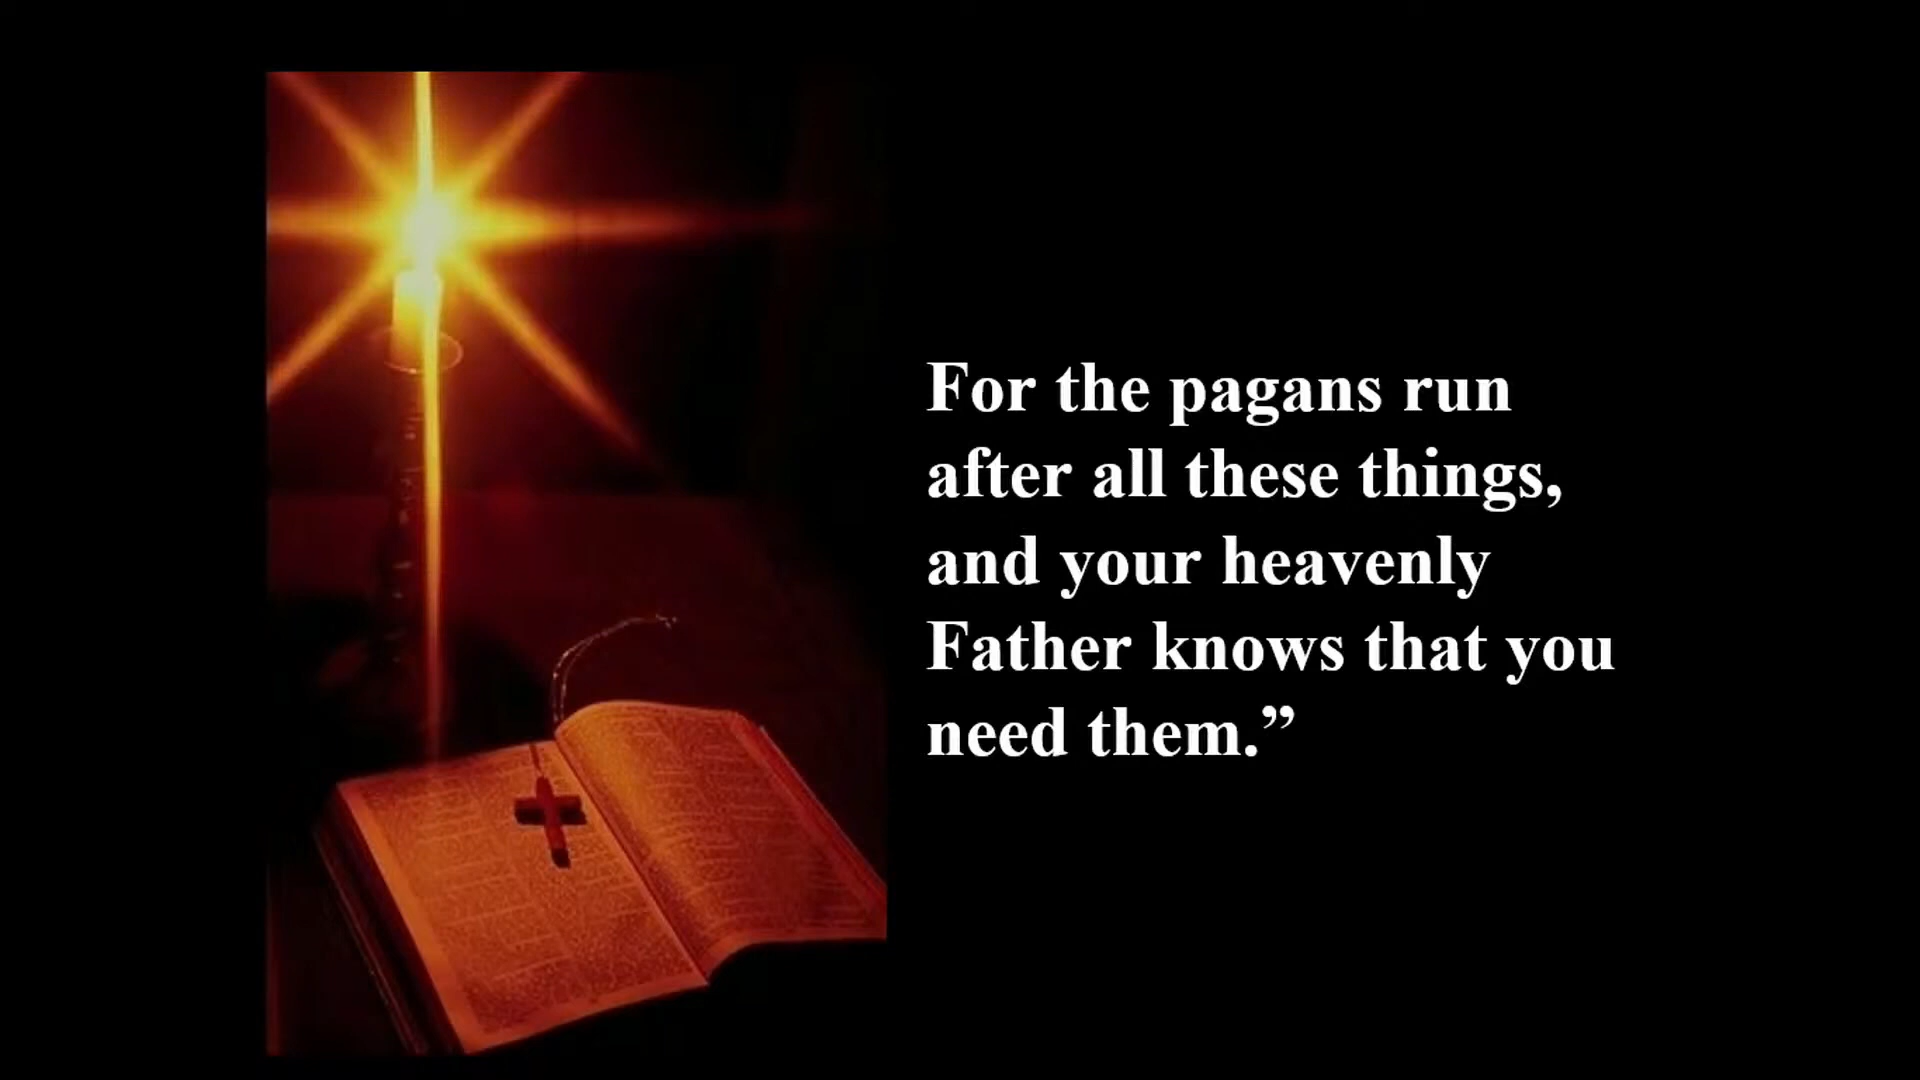 For the pagans run
after all these things,
and your heavenly
Father knows that you
need them.”